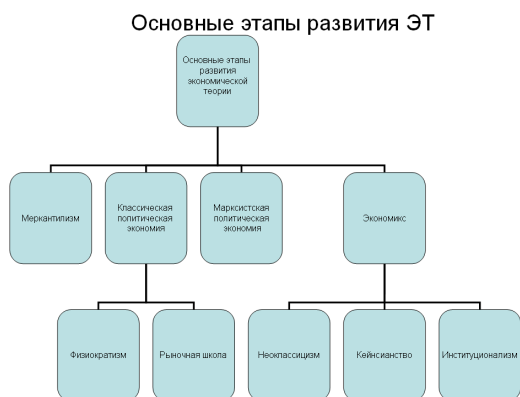 Основные этапы развития ЭТ
Основные этапы
развития
экономической
теории
Меркантилизм
Классическая
политическая
экономия
Марксистская
политическая
экономия
Экономикс
Физиократизм
Рыночная школа
Неоклассицизм
Кейнсианство
Институционализм